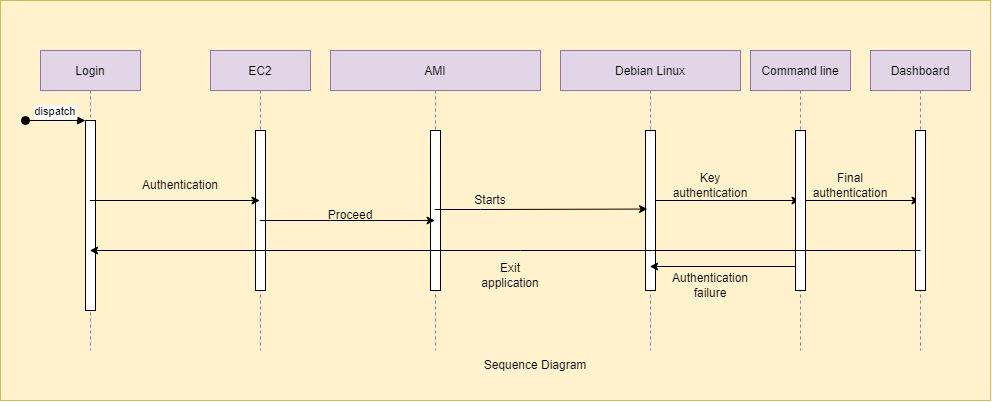 Login
EC2
AMI
Debian Linux
Command line
Dashboard
dispatch
Authentication
Proceed
Starts
Key
authentication
Final
authentication
Exit
application
Authentication
failure
Sequence Diagram